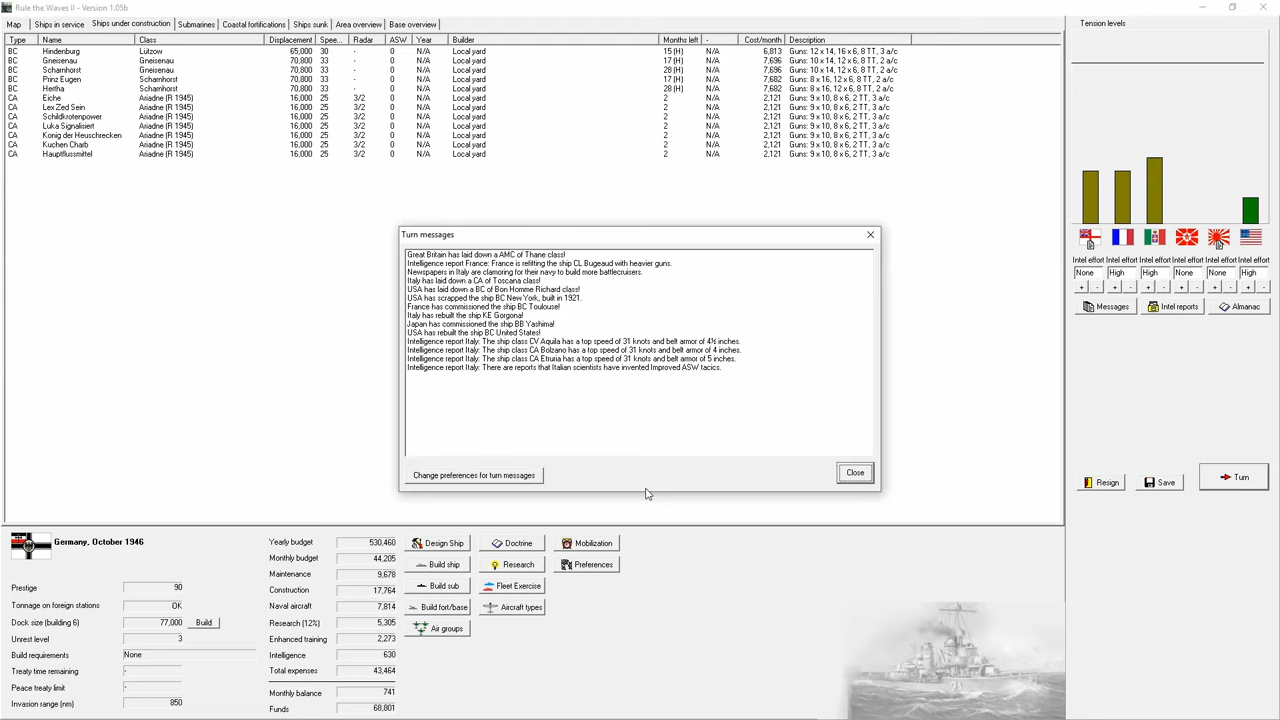 Rule the Waves II - Version 1.05b
Map Ships in service Ships under construction Submarines Coastal fortifications Ships sunk Area overview Base overview
Type Name Class Displacement Spee... Radar ASW Year Builder Months left - Cost/month Description
BC Hindenburg Lützow 65,000 30 - 0 N/A Local yard 15 (H) N/A 6,813 Guns: 12 x 14, 16 x 6, 8 TT, 3 a/c
BC Gneisenau Gneisenau 70,800 33 - 0 N/A Local yard 17 (H) N/A 7,696 Guns: 10 x 14, 12 x 6, 8 TT, 2 a/c
BC Scharnhorst Gneisenau 70,800 33 - 0 N/A Local yard 28 (H) N/A 7,696 Guns: 10 x 14, 12 x 6, 8 TT, 2 a/c
BC Prinz Eugen Scharnhorst 70,800 33 - 0 N/A Local yard 17 (H) N/A 7,682 Guns: 8 x 16, 12 x 6, 8 TT, 2 a/c
BC Hertha Scharnhorst 70,800 33 - 0 N/A Local yard 28 (H) N/A 7,682 Guns: 8 x 16, 12 x 6, 8 TT, 2 a/c
CA Eiche Ariadne (R 1945) 16,000 25 3/2 0 N/A Local yard 2 N/A 2,121 Guns: 9 x 10, 8 x 6, 2 TT, 3 a/c
CA Lex Zed Sein Ariadne (R 1945) 16,000 25 3/2 0 N/A Local yard 2 N/A 2,121 Guns: 9 x 10, 8 x 6, 2 TT, 3 a/c
CA Schildkrotenpower Ariadne (R 1945) 16,000 25 3/2 0 N/A Local yard 2 N/A 2,121 Guns: 9 x 10, 8 x 6, 2 TT, 3 a/c
CA Luka Signalisiert Ariadne (R 1945) 16,000 25 3/2 0 N/A Local yard 2 N/A 2,121 Guns: 9 x 10, 8 x 6, 2 TT, 3 a/c
CA Konig der Heuschrecken Ariadne (R 1945) 16,000 25 3/2 0 N/A Local yard 2 N/A 2,121 Guns: 9 x 10, 8 x 6, 2 TT, 3 a/c
CA Kuchen Charb Ariadne (R 1945) 16,000 25 3/2 0 N/A Local yard 2 N/A 2,121 Guns: 9 x 10, 8 x 6, 2 TT, 3 a/c
CA Hauptflussmittel Ariadne (R 1945) 16,000 25 3/2 0 N/A Local yard 2 N/A 2,121 Guns: 9 x 10, 8 x 6, 2 TT, 3 a/c
Turn messages
Great Britain has laid down a AMC of Thane class!
Intelligence report France: France is refitting the ship CL Bugeaud with heavier guns.
Newspapers in Italy are clamoring for their navy to build more battlecruisers.
Italy has laid down a CA of Toscana class!
USA has laid down a BC of Bon Homme Richard class!
USA has scrapped the ship BC New York, built in 1921.
France has commissioned the ship BC Toulouse!
Italy has rebuilt the ship KE Gorgona!
Japan has commissioned the ship BB Yashima!
USA has rebuilt the ship BC United States!
Intelligence report Italy: The ship class CV Aquila has a top speed of 31 knots and belt armor of 4½ inches.
Intelligence report Italy: The ship class CA Bolzano has a top speed of 31 knots and belt armor of 4 inches.
Intelligence report Italy: The ship class CA Etruria has a top speed of 31 knots and belt armor of 5 inches.
Intelligence report Italy: There are reports that Italian scientists have invented Improved ASW tacics.
Change preferences for turn messages Close
Tension levels
Intel effort Intel effort Intel effort Intel effort Intel effort Intel effort
None High High None None High
+ - + - + - + - + - + -
Messages Intel reports Almanac
Resign Save Turn
Germany, October 1946
Prestige 90
Tonnage on foreign stations OK
Dock size (building 6) 77,000 Build
Unrest level 3
Build requirements None
Treaty time remaining -
Peace treaty limit -
Invasion range (nm) 850
Yearly budget 530,460
Monthly budget 44,205
Maintenance 9,678
Construction 17,764
Naval aircraft 7,814
Research (12%) 5,305
Enhanced training 2,273
Intelligence 630
Total expenses 43,464
Monthly balance 741
Funds 68,801
Design Ship Doctrine Mobilization
Build ship Research Preferences
Build sub Fleet Exercise
Build fort/base Aircraft types
Air groups